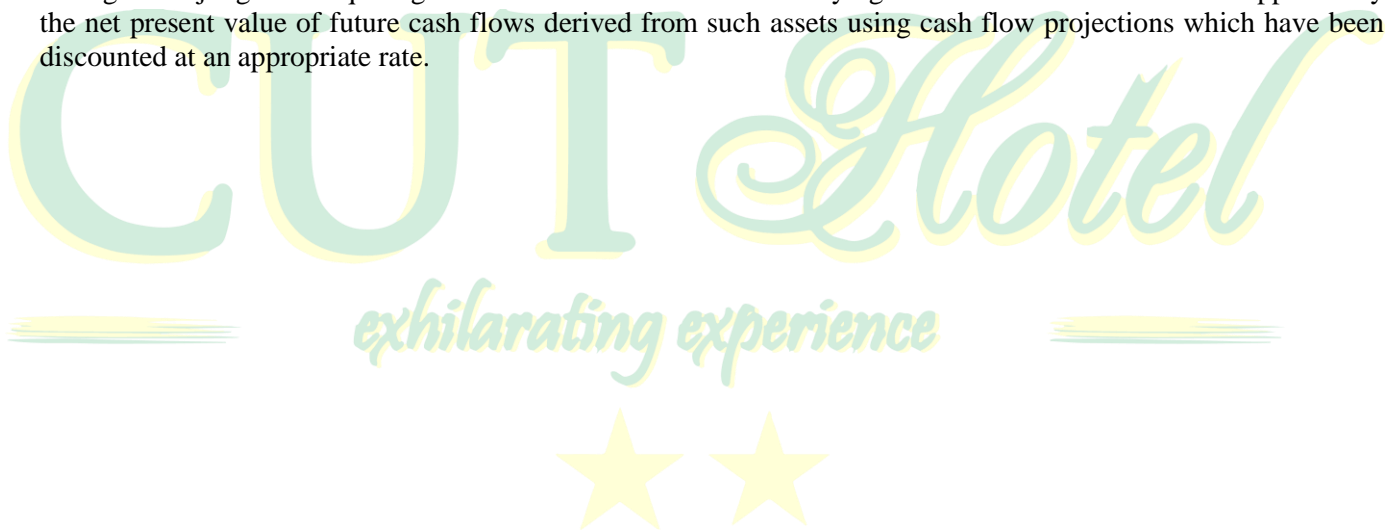 the net present value of future cash flows derived from such assets using cash flow projections which have been
discounted at an appropriate rate.
CUT Hotel
exhilarating experience